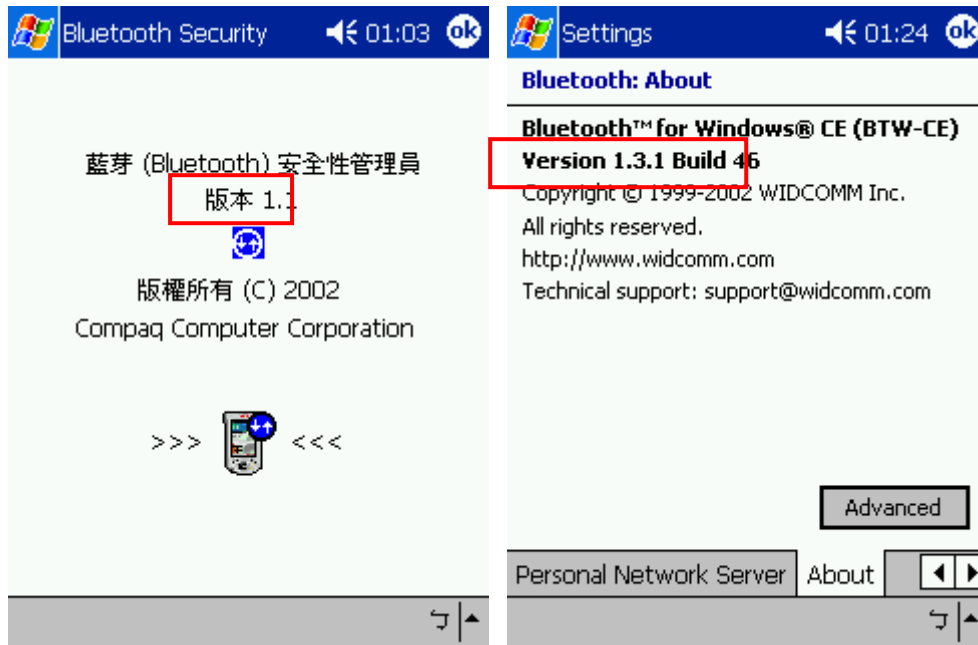 Bluetooth Security 01:03 ok
藍芽 (Bluetooth) 安全性管理員
版本 1.1
版權所有 (C) 2002
Compaq Computer Corporation
>>> <<<
ㄅ
Settings 01:24 ok
Bluetooth: About
Bluetooth™ for Windows® CE (BTW-CE)
Version 1.3.1 Build 46
Copyright © 1999-2002 WIDCOMM Inc.
All rights reserved.
http://www.widcomm.com
Technical support: support@widcomm.com
Advanced
Personal Network Server About
ㄅ